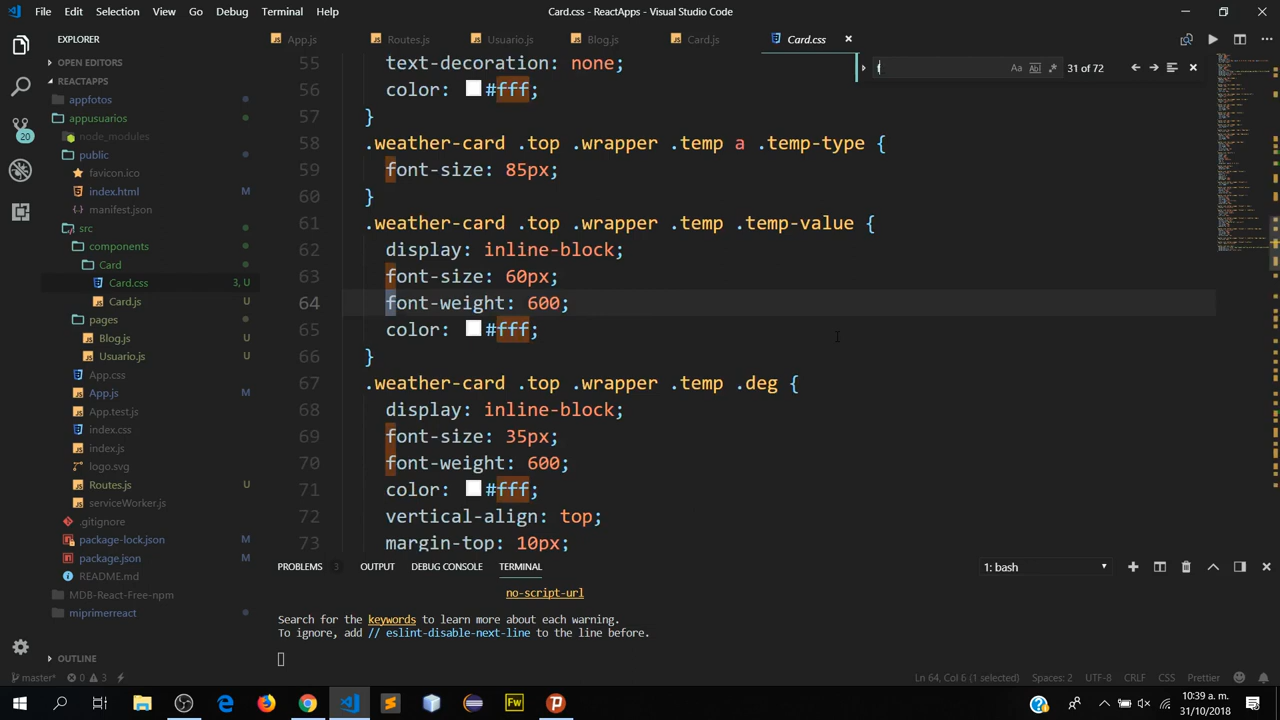 File Edit Selection View Go Debug Terminal Help
Card.css - ReactApps - Visual Studio Code
EXPLORER
OPEN EDITORS
REACTAPPS
appfotos
appusuarios
node_modules
public
favicon.ico
index.html M
manifest.json
src
components
Card
Card.css 3, U
Card.js U
pages
Blog.js U
Usuario.js U
App.css
App.js M
App.test.js
index.css
index.js
logo.svg
Routes.js U
serviceWorker.js
.gitignore
package-lock.json M
package.json M
README.md
MDB-React-Free-npm
miprimerreact
OUTLINE
20
App.js Routes.js Usuario.js Blog.js Card.js Card.css
f Aa Abl .* 31 of 72
55 text-decoration: none;
56 color: #fff;
57 }
58 .weather-card .top .wrapper .temp a .temp-type {
59 font-size: 85px;
60 }
61 .weather-card .top .wrapper .temp .temp-value {
62 display: inline-block;
63 font-size: 60px;
64 font-weight: 600;
65 color: #fff;
66 }
67 .weather-card .top .wrapper .temp .deg {
68 display: inline-block;
69 font-size: 35px;
70 font-weight: 600;
71 color: #fff;
72 vertical-align: top;
73 margin-top: 10px;
PROBLEMS 3 OUTPUT DEBUG CONSOLE TERMINAL 1: bash
no-script-url
Search for the keywords to learn more about each warning.
To ignore, add // eslint-disable-next-line to the line before.
master* 0 3 Ln 64, Col 6 (1 selected) Spaces: 2 UTF-8 CRLF CSS Prettier
Fw
10:39 a. m.
31/10/2018